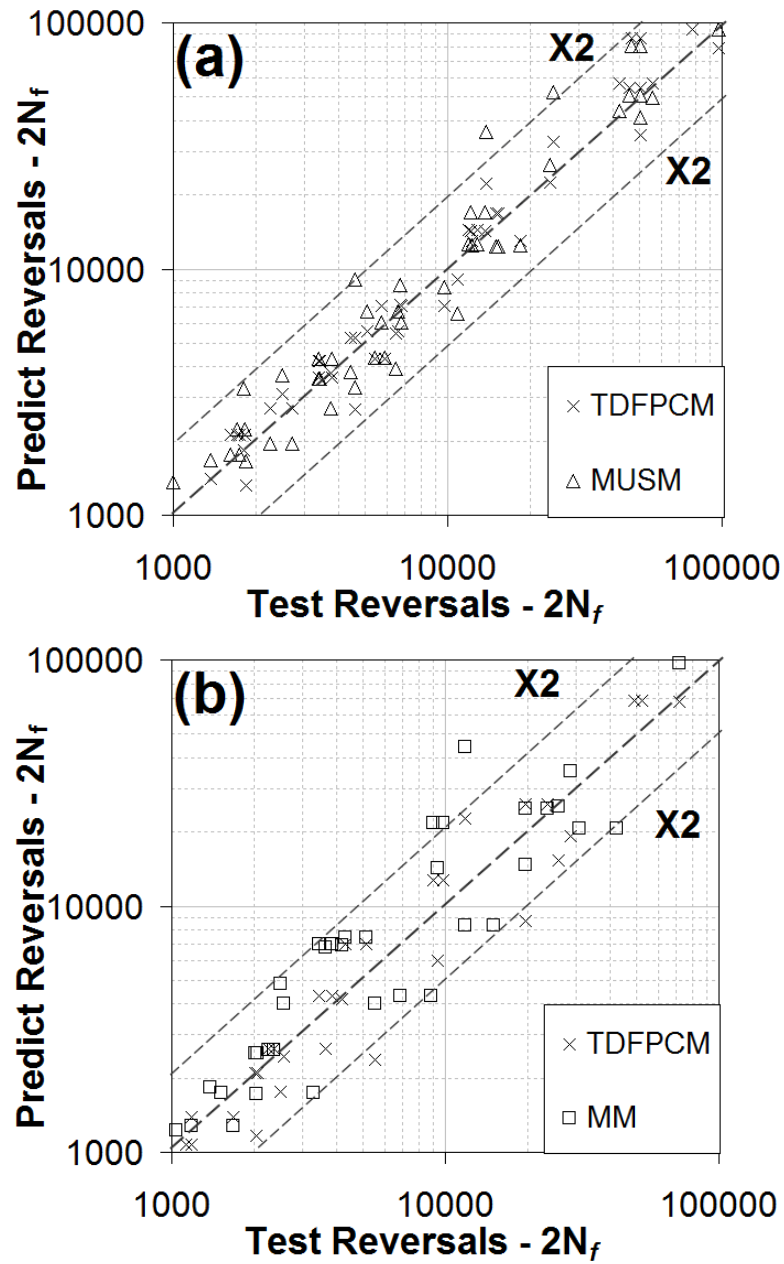 (a)
X2
X2
100000
10000
1000
Predict Reversals - 2Nf
TDFPCM
MUSM
1000
10000
100000
Test Reversals - 2Nf
(b)
X2
X2
100000
10000
1000
Predict Reversals - 2Nf
TDFPCM
MM
1000
10000
100000
Test Reversals - 2Nf